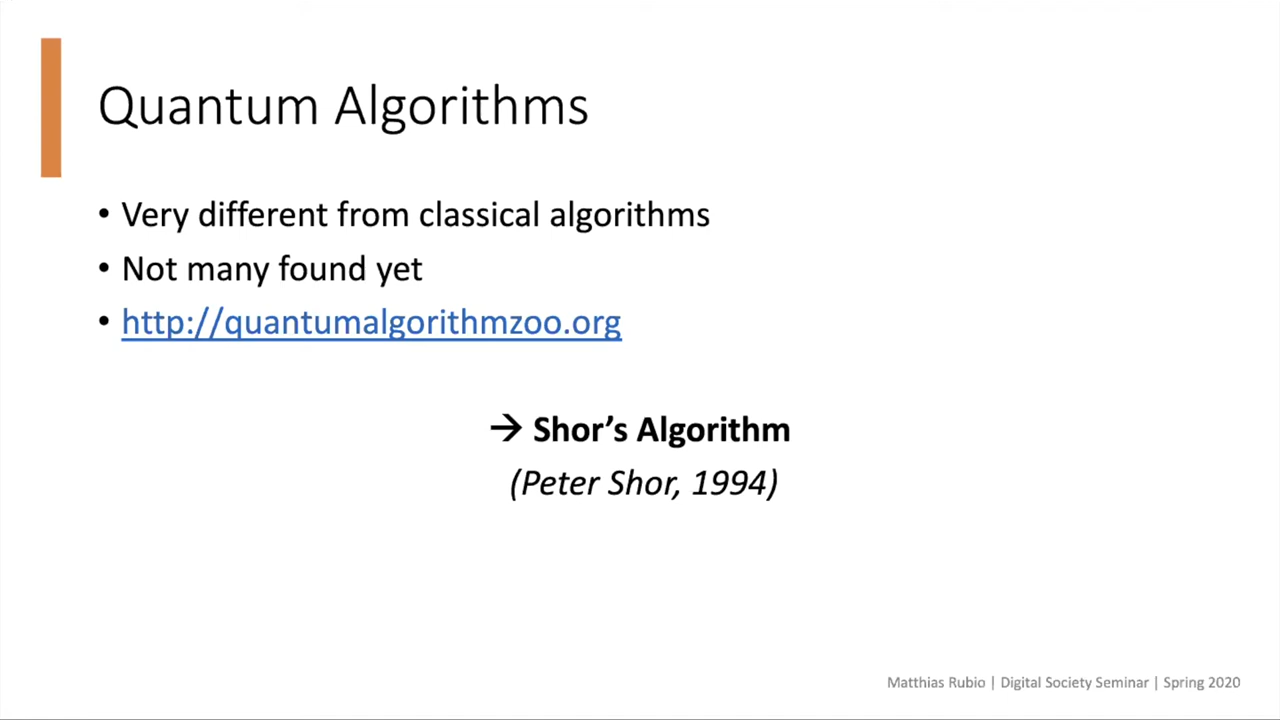 Quantum Algorithms
• Very different from classical algorithms
• Not many found yet
• http://quantumalgorithmzoo.org
→ Shor’s Algorithm
(Peter Shor, 1994)
Matthias Rubio | Digital Society Seminar | Spring 2020